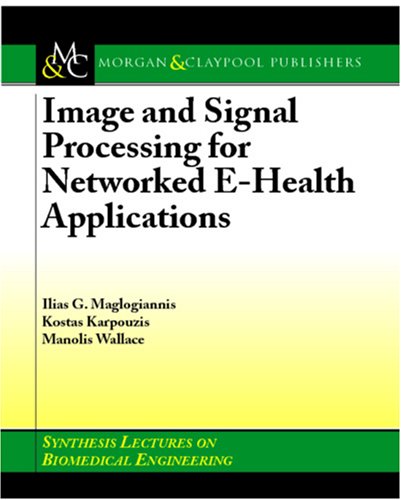 M
&C MORGAN &CLAYPOOL PUBLISHERS
Image and Signal
Processing for
Networked E-Health
Applications
Ilias G. Maglogiannis
Kostas Karpouzis
Manolis Wallace
SYNTHESIS LECTURES ON
BIOMEDICAL ENGINEERING